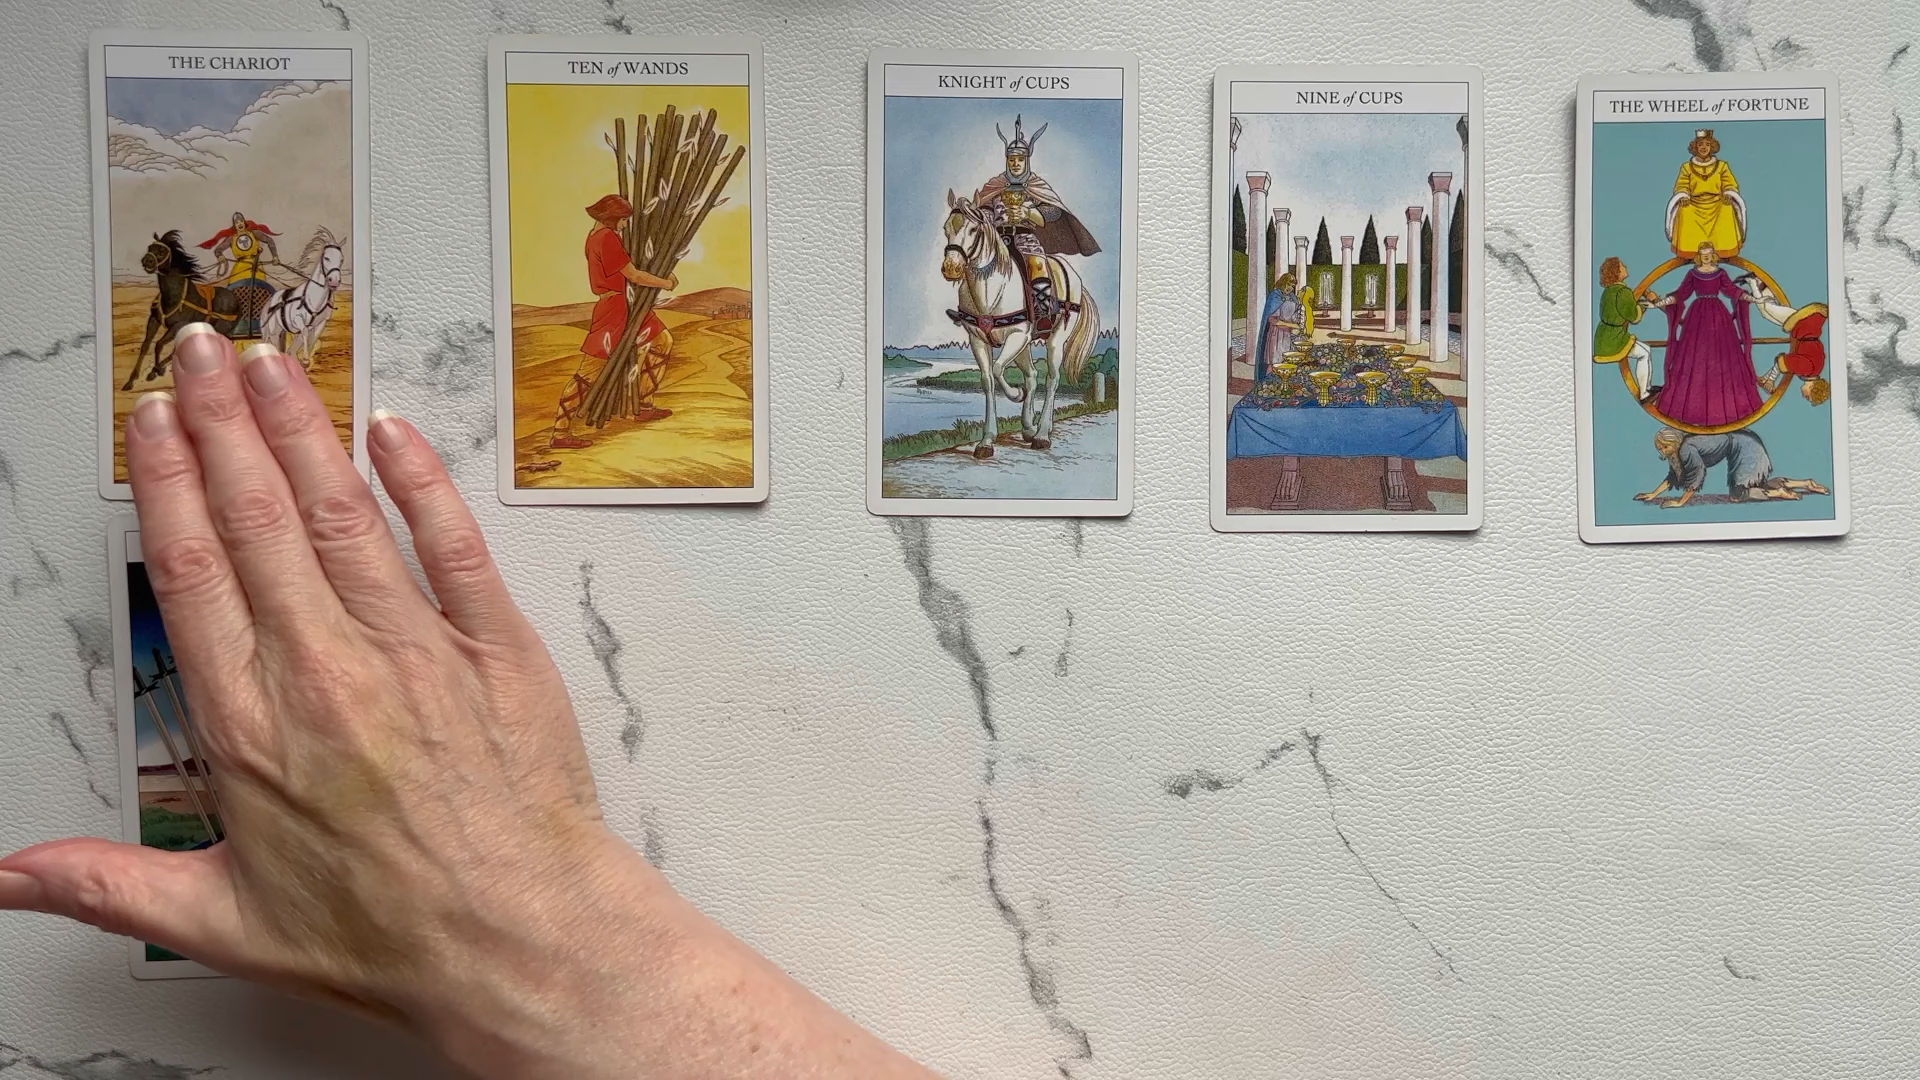 THE CHARIOT
TEN of WANDS
KNIGHT of CUPS
NINE of CUPS
THE WHEEL of FORTUNE